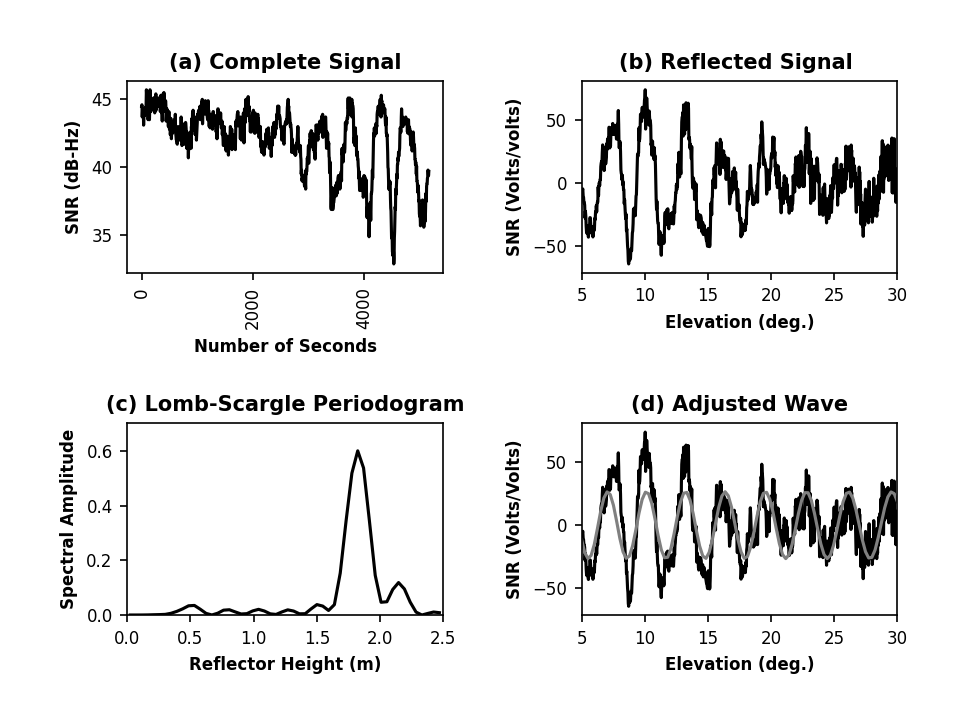 (a) Complete Signal
SNR (dB-Hz)
45
40
35
0
2000
4000
Number of Seconds
(b) Reflected Signal
SNR (Volts/volts)
50
0
−50
5 10 15 20 25 30
Elevation (deg.)
(c) Lomb-Scargle Periodogram
Spectral Amplitude
0.6
0.4
0.2
0.0
0.0 0.5 1.0 1.5 2.0 2.5
Reflector Height (m)
(d) Adjusted Wave
SNR (Volts/Volts)
50
0
−50
5 10 15 20 25 30
Elevation (deg.)